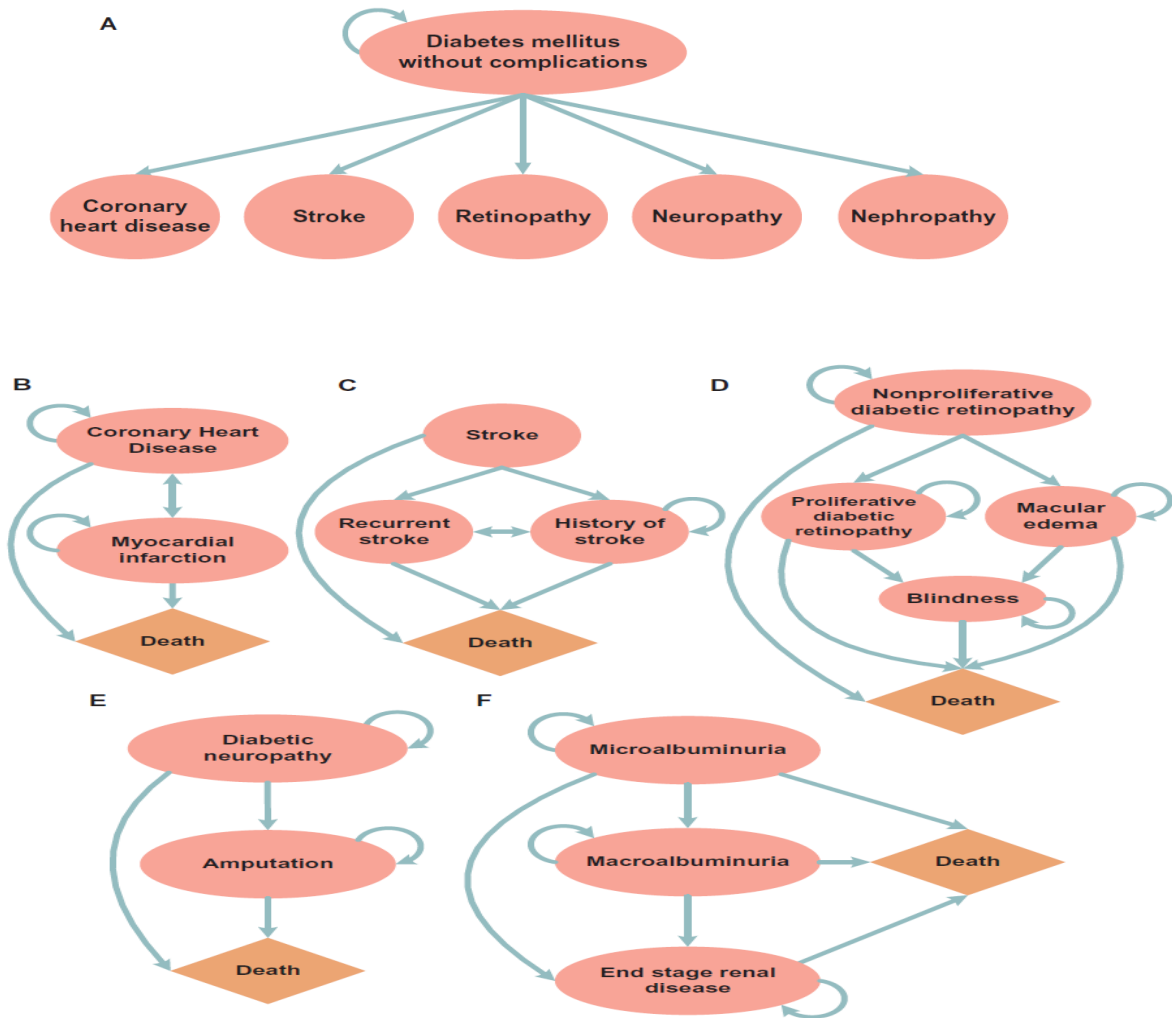 A
Diabetes mellitus
without complications
Coronary
heart disease
Stroke
Retinopathy
Neuropathy
Nephropathy
B
Coronary Heart
Disease
Myocardial
infarction
Death
C
Stroke
Recurrent
stroke
History of
stroke
Death
D
Nonproliferative
diabetic retinopathy
Proliferative
diabetic
retinopathy
Macular
edema
Blindness
Death
E
Diabetic
neuropathy
Amputation
Death
F
Microalbuminuria
Macroalbuminuria
Death
End stage renal
disease